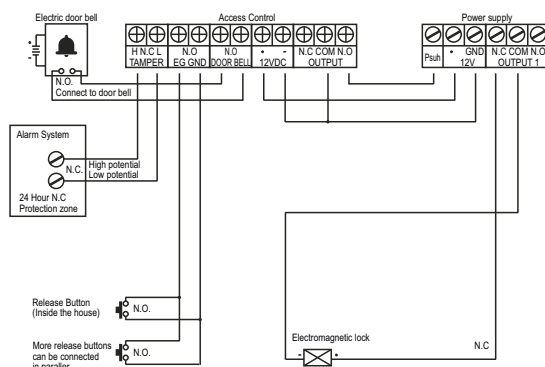 Electric door bell
Access Control
Power supply
H N.C L
TAMPER
N.O
EG GND
N.O
DOOR BELL
• -
12VDC
N.C COM N.O
OUTPUT
Psuh
• GND
12V
N.C COM N.O
OUTPUT 1
N.O.
Connect to door bell
Alarm System
N.C.
High potential
Low potential
24 Hour N.C
Protection zone
Release Button
(Inside the house)
N.O.
More release buttons
can be connected
in paraller
N.O.
Electromagnetic lock
- •
N.C